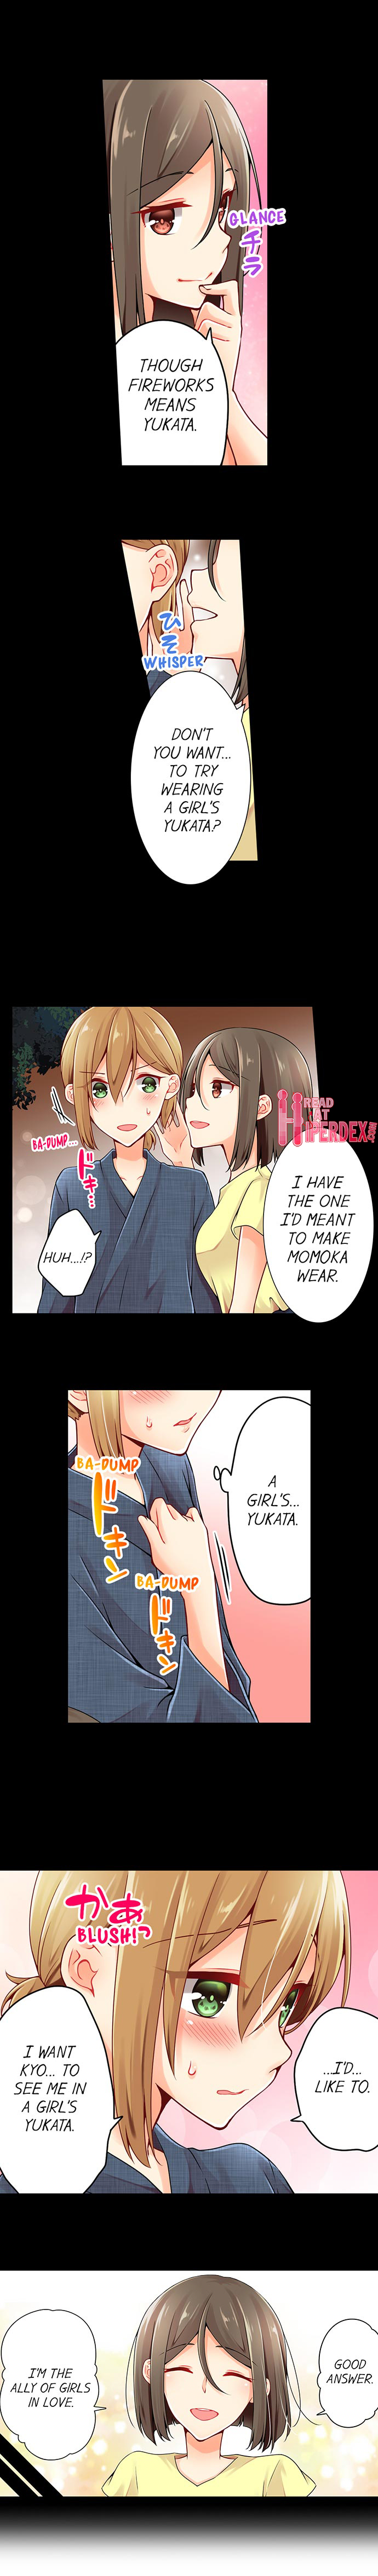 GLANCE
チラ
THOUGH
FIREWORKS
MEANS
YUKATA.
ひそ
WHISPER
DON'T
YOU WANT...
TO TRY
WEARING
A GIRL'S
YUKATA?
READ
AT
HIPERDEX.COM
BA-DUMP...
ドキ...
HUH...!?
I HAVE
THE ONE
I'D MEANT
TO MAKE
MOMOKA
WEAR.
A
GIRL'S...
YUKATA.
BA-DUMP
ドキン
BA-DUMP
ドキン
かあっ
BLUSH!
...I'D...
LIKE TO.
I WANT
KYO... TO
SEE ME IN
A GIRL'S
YUKATA.
GOOD
ANSWER.
I'M THE
ALLY OF GIRLS
IN LOVE.